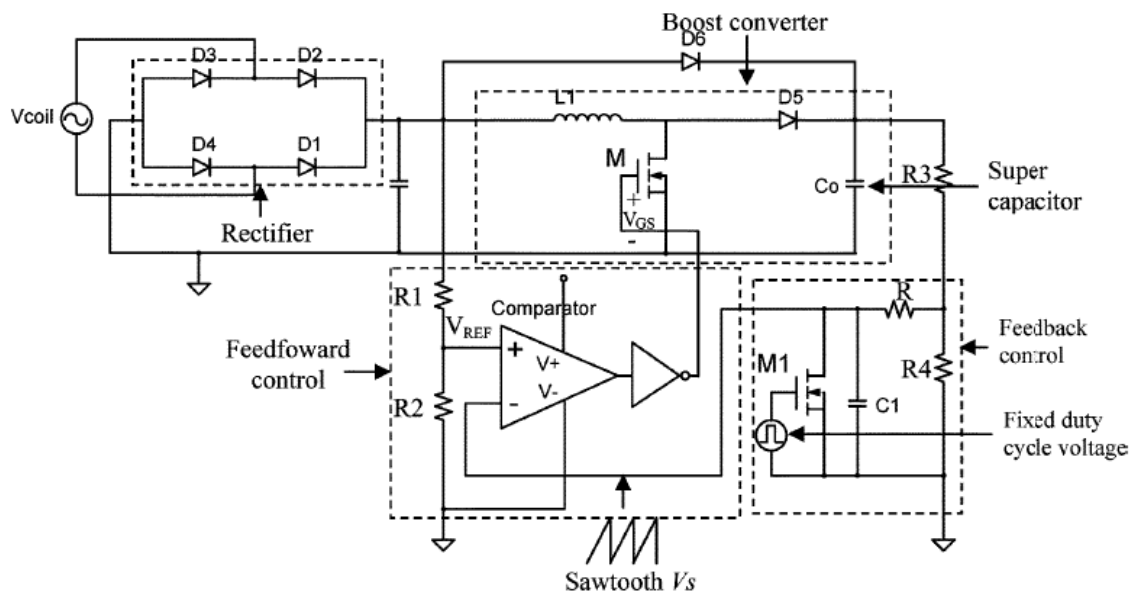 Boost converter
D6
D3
D2
Vcoil
L1
D5
D4
D1
M
+
VGS
-
Co
R3
Super
capacitor
Rectifier
R1
Comparator
VREF
+
V+
V-
-
R2
Feedfoward
control
R
M1
C1
R4
Feedback
control
Fixed duty
cycle voltage
Sawtooth Vs